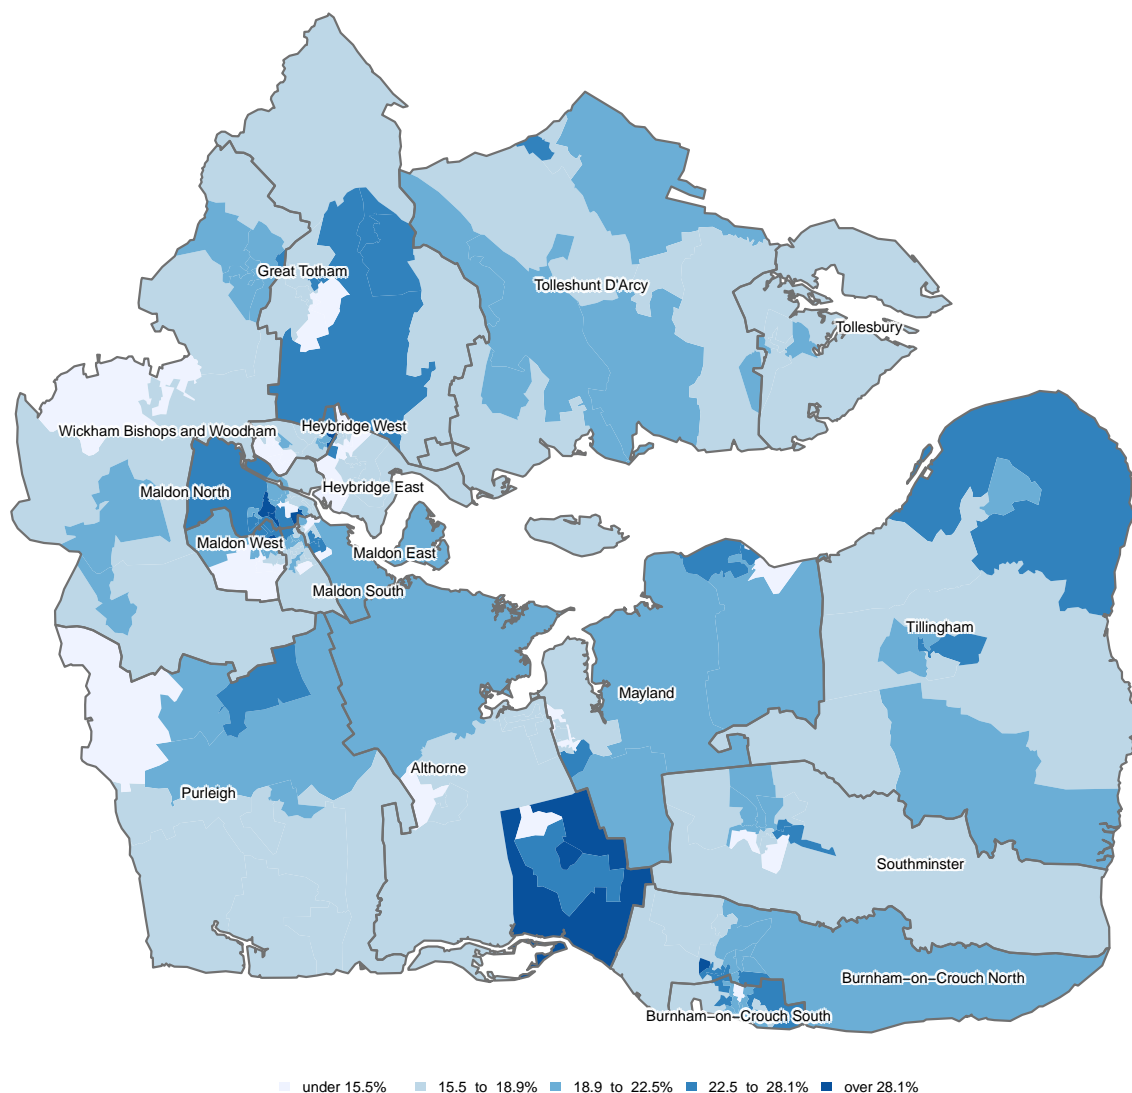 Great Totham
Tolleshunt D'Arcy
Tollesbury
Heybridge West
Wickham Bishops and Woodham
Heybridge East
Maldon North
Maldon West
Maldon East
Maldon South
Tillingham
Mayland
Althorne
Purleigh
Southminster
Burnham−on−Crouch North
Burnham−on−Crouch South
under 15.5% 15.5 to 18.9% 18.9 to 22.5% 22.5 to 28.1% over 28.1%